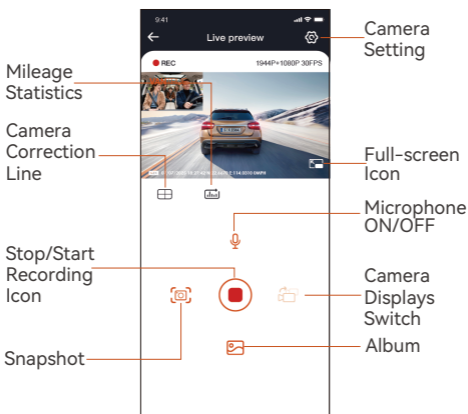 9:41
Live preview
Camera
Setting
REC
1944P+1080P 30FPS
Mileage
Statistics
Camera
Correction
Line
Full-screen
Icon
Microphone
ON/OFF
Stop/Start
Recording
Icon
Camera
Displays
Switch
Snapshot
Album